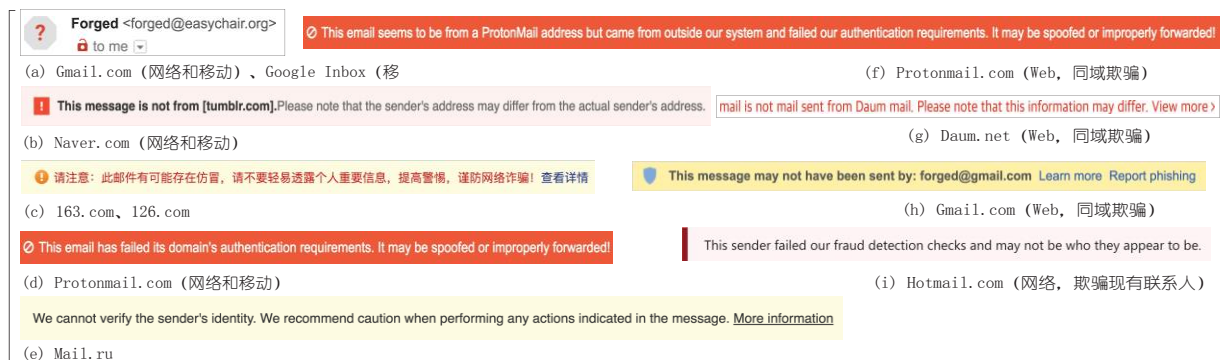 Forged <forged@easychair.org>
to me
(a) Gmail.com (网络和移动) 、Google Inbox (移
This message is not from [tumblr.com].Please note that the sender's address may differ from the actual sender's address.
(b) Naver.com (网络和移动)
请注意：此邮件有可能存在仿冒，请不要轻易透露个人重要信息，提高警惕，谨防网络诈骗！ 查看详情
(c) 163.com、126.com
This email has failed its domain's authentication requirements. It may be spoofed or improperly forwarded!
(d) Protonmail.com (网络和移动)
We cannot verify the sender's identity. We recommend caution when performing any actions indicated in the message. More information
(e) Mail.ru
This email seems to be from a ProtonMail address but came from outside our system and failed our authentication requirements. It may be spoofed or improperly forwarded!
(f) Protonmail.com (Web, 同域欺骗)
mail is not mail sent from Daum mail. Please note that this information may differ. View more >
(g) Daum.net (Web, 同域欺骗)
This message may not have been sent by: forged@gmail.com Learn more Report phishing
(h) Gmail.com (Web, 同域欺骗)
This sender failed our fraud detection checks and may not be who they appear to be.
(i) Hotmail.com (网络, 欺骗现有联系人)